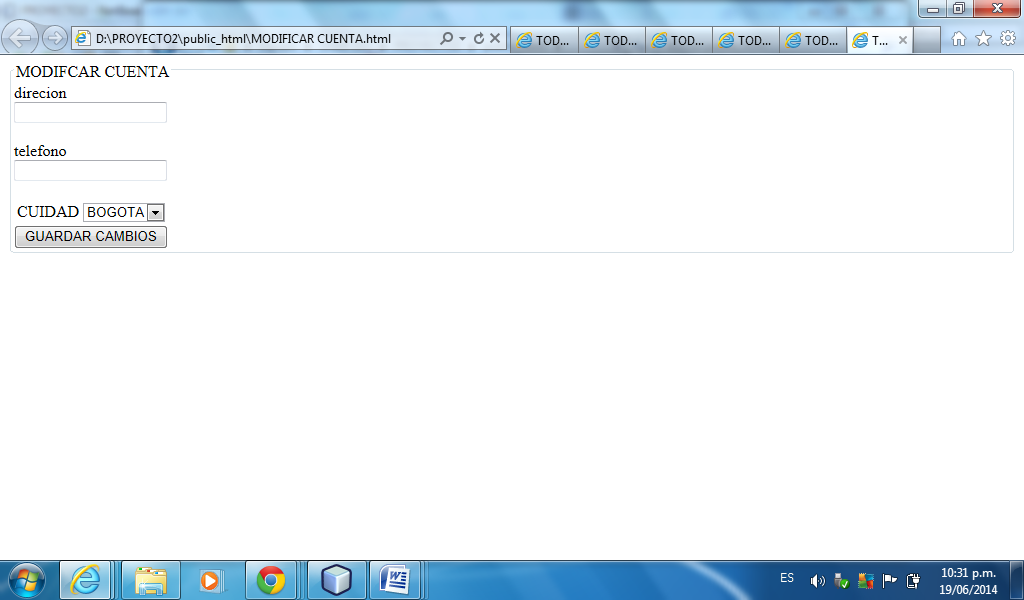 D:\PROYECTO2\public_html\MODIFICAR CUENTA.html
TOD...
TOD...
TOD...
TOD...
TOD...
T...
MODIFCAR CUENTA
direcion
telefono
CUIDAD BOGOTA
GUARDAR CAMBIOS
ES
10:31 p.m.
19/06/2014